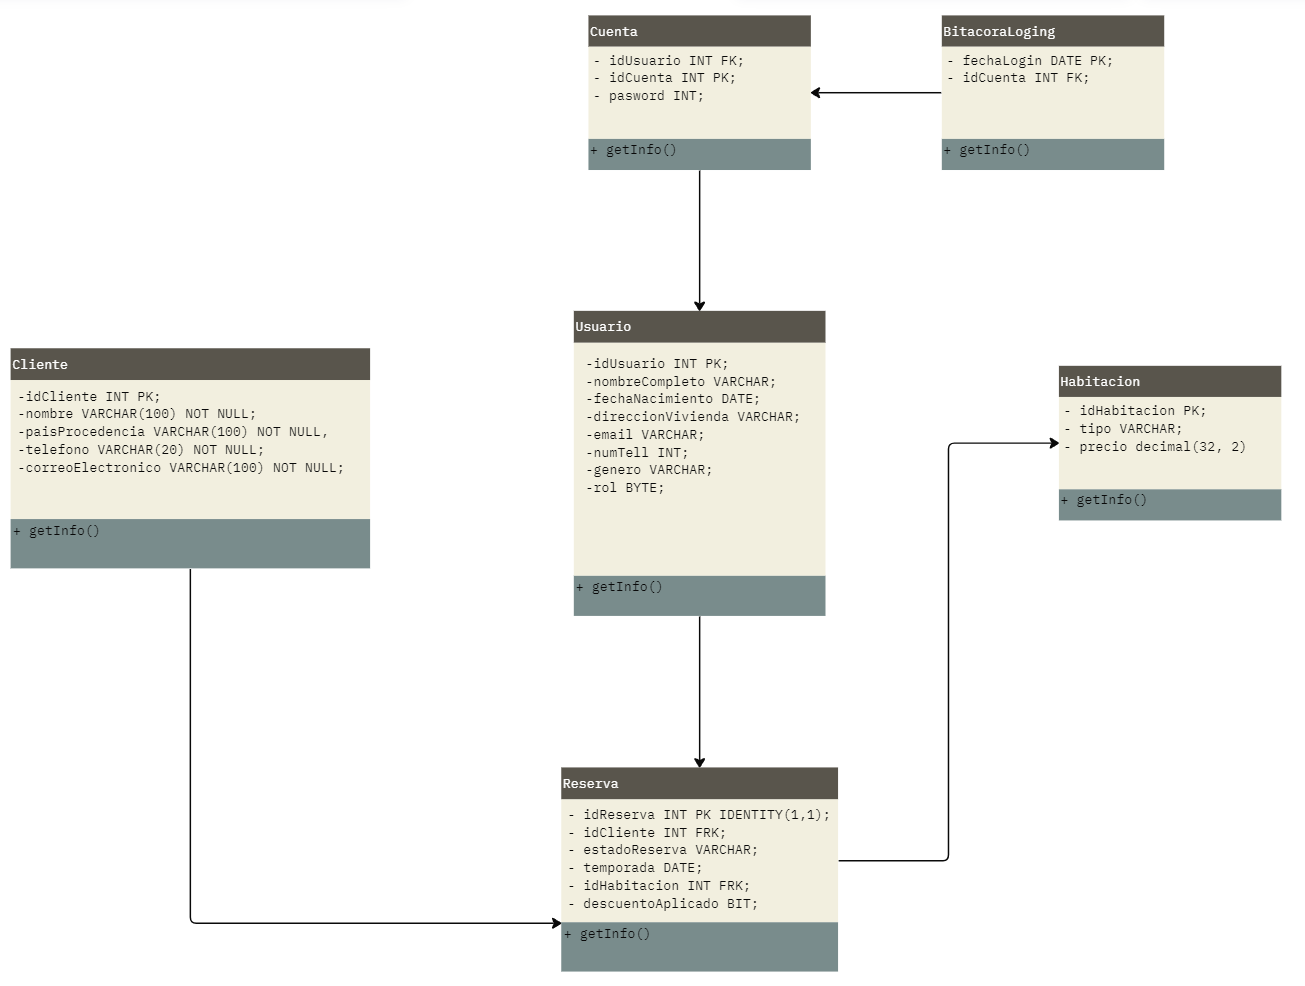 Cuenta
- idUsuario INT FK;
- idCuenta INT PK;
- pasword INT;
+ getInfo()
BitacoraLoging
- fechaLogin DATE PK;
- idCuenta INT FK;
+ getInfo()
Usuario
-idUsuario INT PK;
-nombreCompleto VARCHAR;
-fechaNacimiento DATE;
-direccionVivienda VARCHAR;
-email VARCHAR;
-numTell INT;
-genero VARCHAR;
-rol BYTE;
+ getInfo()
Cliente
-idCliente INT PK;
-nombre VARCHAR(100) NOT NULL;
-paisProcedencia VARCHAR(100) NOT NULL,
-telefono VARCHAR(20) NOT NULL;
-correoElectronico VARCHAR(100) NOT NULL;
+ getInfo()
Habitacion
- idHabitacion PK;
- tipo VARCHAR;
- precio decimal(32, 2)
+ getInfo()
Reserva
- idReserva INT PK IDENTITY(1,1);
- idCliente INT FRK;
- estadoReserva VARCHAR;
- temporada DATE;
- idHabitacion INT FRK;
- descuentoAplicado BIT;
+ getInfo()